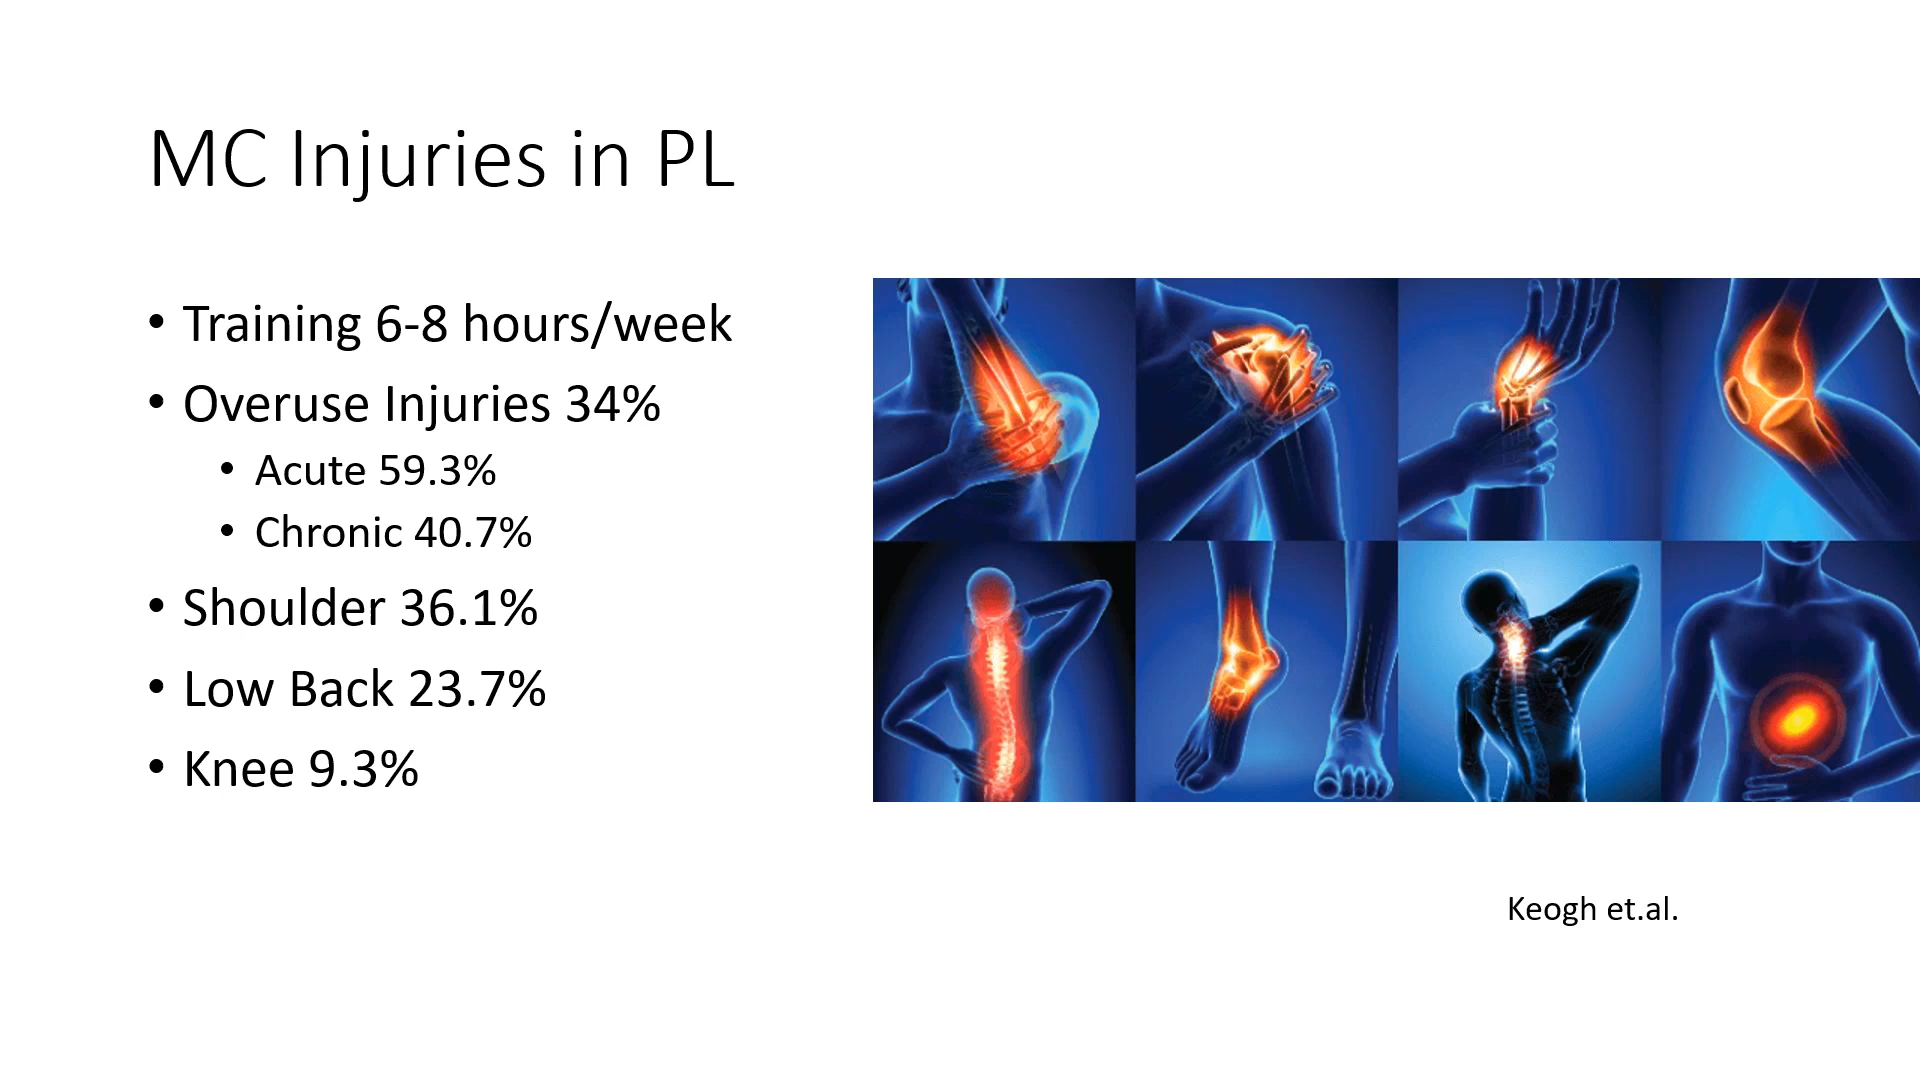 MC Injuries in PL
• Training 6-8 hours/week
• Overuse Injuries 34%
• Acute 59.3%
• Chronic 40.7%
• Shoulder 36.1%
• Low Back 23.7%
• Knee 9.3%
Keogh et.al.